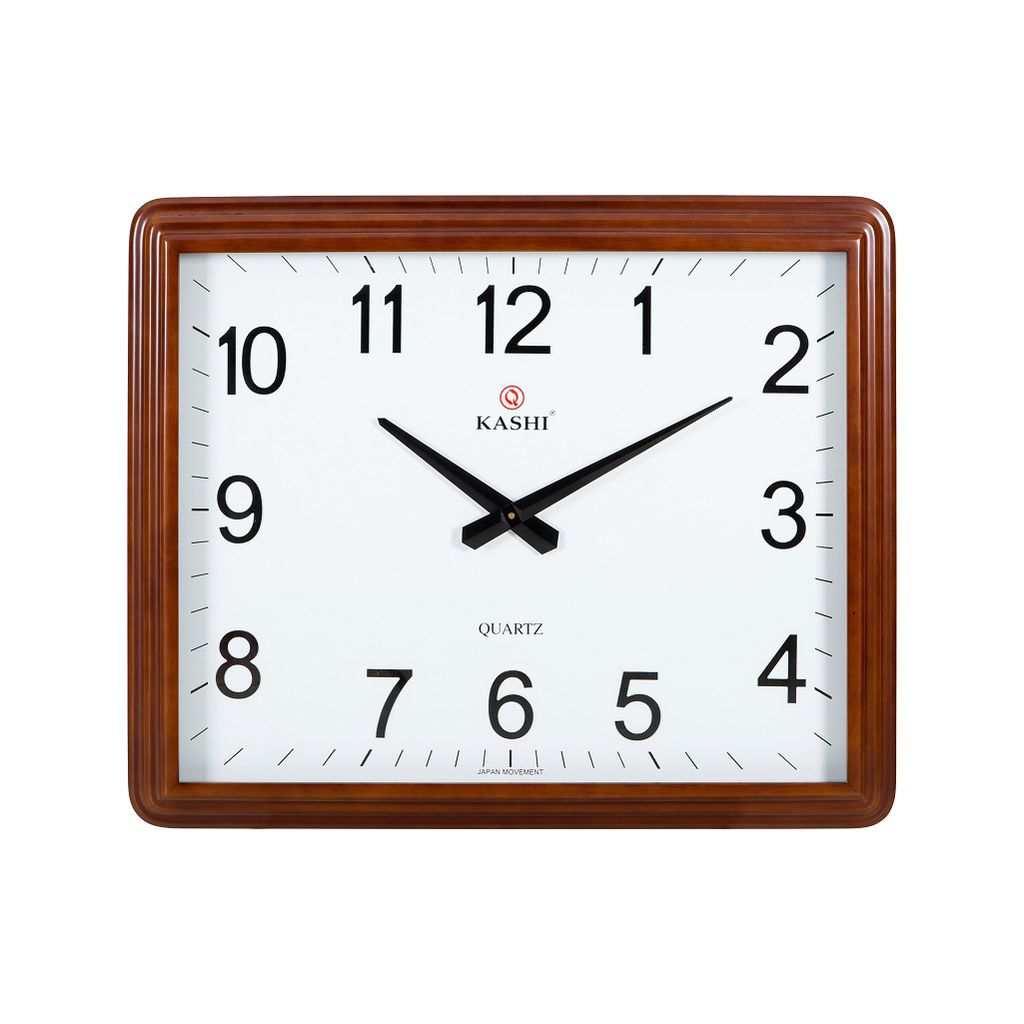 11 12 1
10 2
KASHI®
9 3
QUARTZ
8 4
7 6 5
JAPAN MOVEMENT